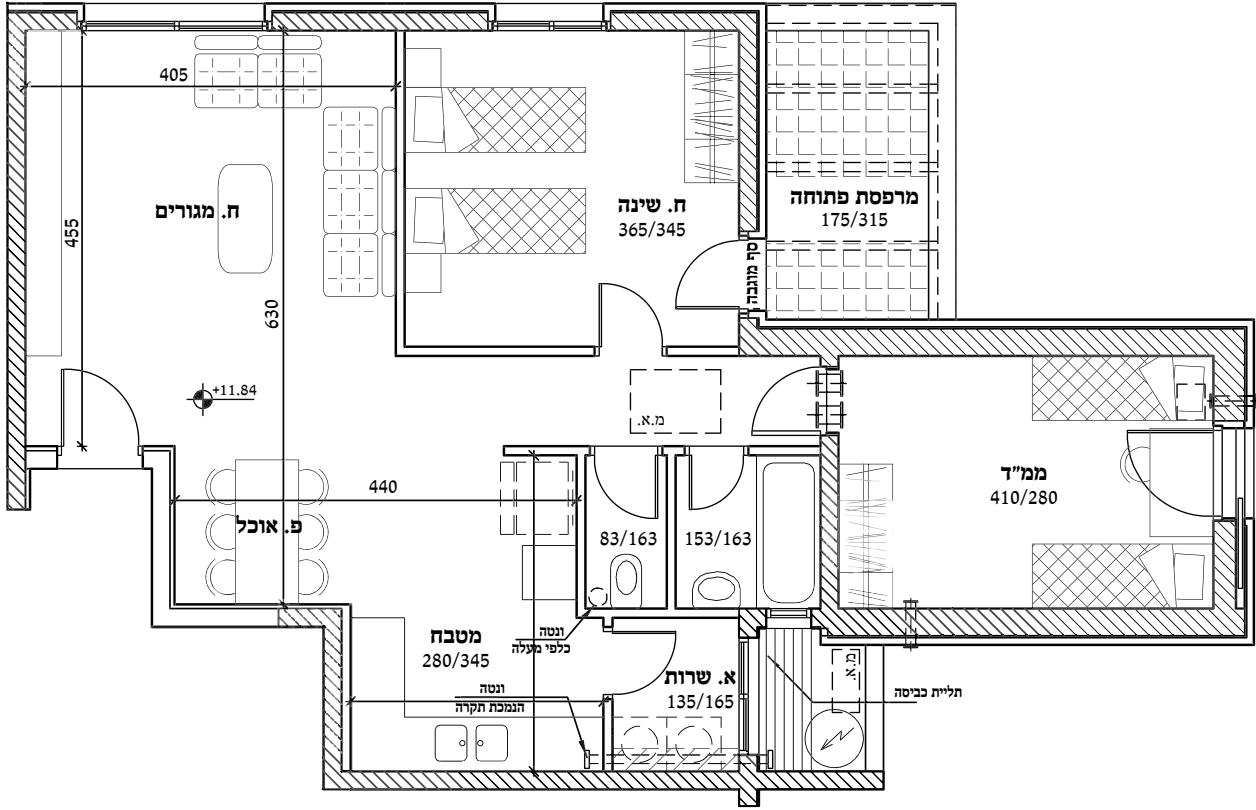 405
ח. מגורים
455
630
+11.84
ח. שינה
365/345
מרפסת פתוחה
175/315
סף מוגבה
מ.א.
ממ״ד
410/280
440
פ. אוכל
83/163
153/163
מטבח
280/345
ונטה
כלפי מעלה
ונטה
הנמכת תקרה
א. שרות
135/165
מ.א.
תליית כביסה